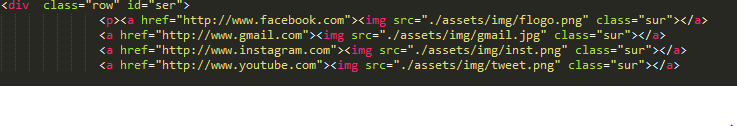 <div  class="row" id="ser">
<p><a href="http://www.facebook.com"><img src="./assets/img/flogo.png" class="sur"></a>
<a href="http://www.gmail.com"><img src="./assets/img/gmail.jpg" class="sur"></a>
<a href="http://www.instagram.com"><img src="./assets/img/inst.png" class="sur"></a>
<a href="http://www.youtube.com"><img src="./assets/img/tweet.png" class="sur"></a>